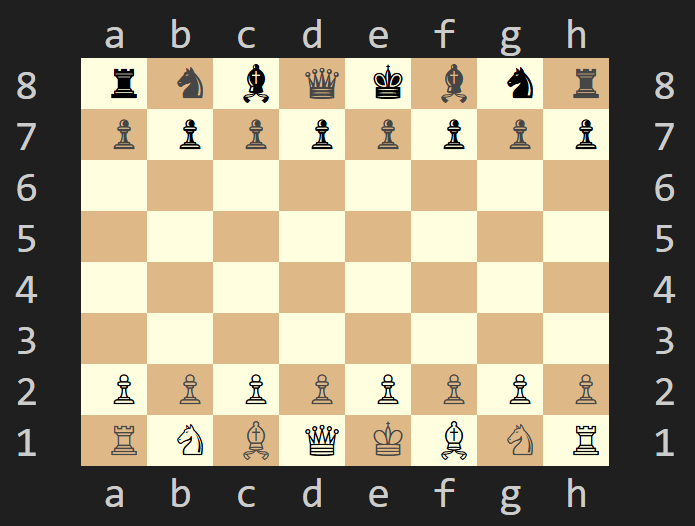 a b c d e f g h
8 ♜ ♞ ♝ ♛ ♚ ♝ ♞ ♜ 8
7 ♟ ♟ ♟ ♟ ♟ ♟ ♟ ♟ 7
6 6
5 5
4 4
3 3
2 ♙ ♙ ♙ ♙ ♙ ♙ ♙ ♙ 2
1 ♖ ♘ ♗ ♕ ♔ ♗ ♘ ♖ 1
a b c d e f g h